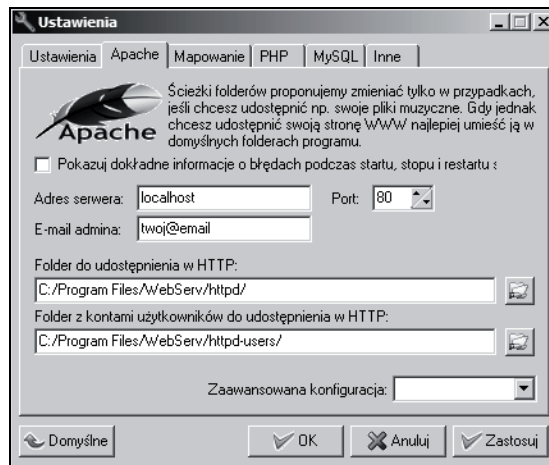 Ustawienia
Ustawienia Apache Mapowanie PHP MySQL Inne
Apache
Ścieżki folderów proponujemy zmieniać tylko w przypadkach,
jeśli chcesz udostępnić np. swoje pliki muzyczne. Gdy jednak
chcesz udostępnić swoją stronę WWW najlepiej umieść ją w
domyślnych folderach programu.
Pokazuj dokładne informacje o błędach podczas startu, stopu i restartu s
Adres serwera: localhost Port: 80
E-mail admina: twoj@email
Folder do udostępnienia w HTTP:
C:/Program Files/WebServ/httpd/
Folder z kontami użytkowników do udostępnienia w HTTP:
C:/Program Files/WebServ/httpd-users/
Zaawansowana konfiguracja:
Domyślne OK Anuluj Zastosuj